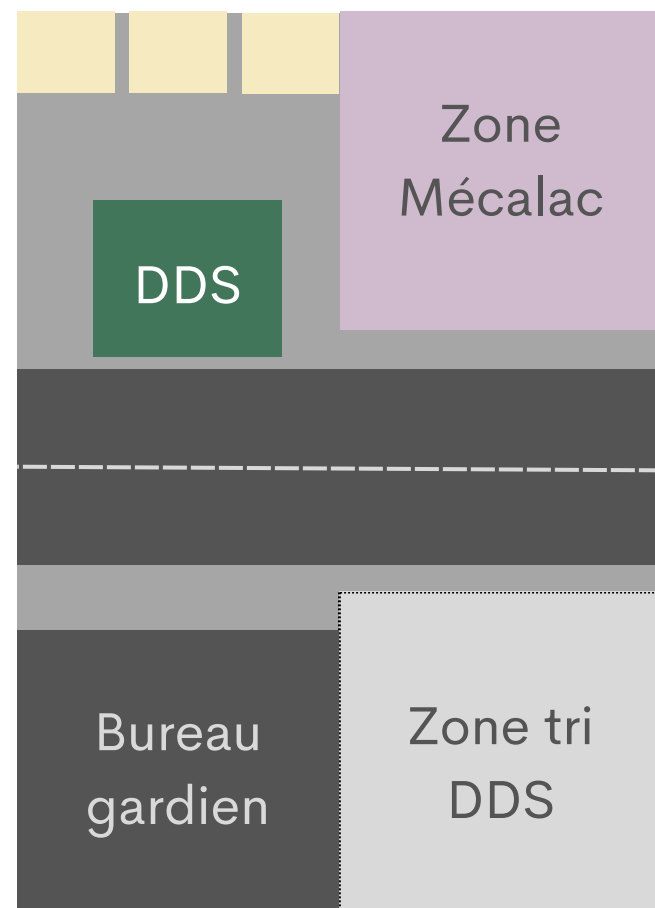 Zone
Mécalac
DDS
Bureau
gardien
Zone tri
DDS